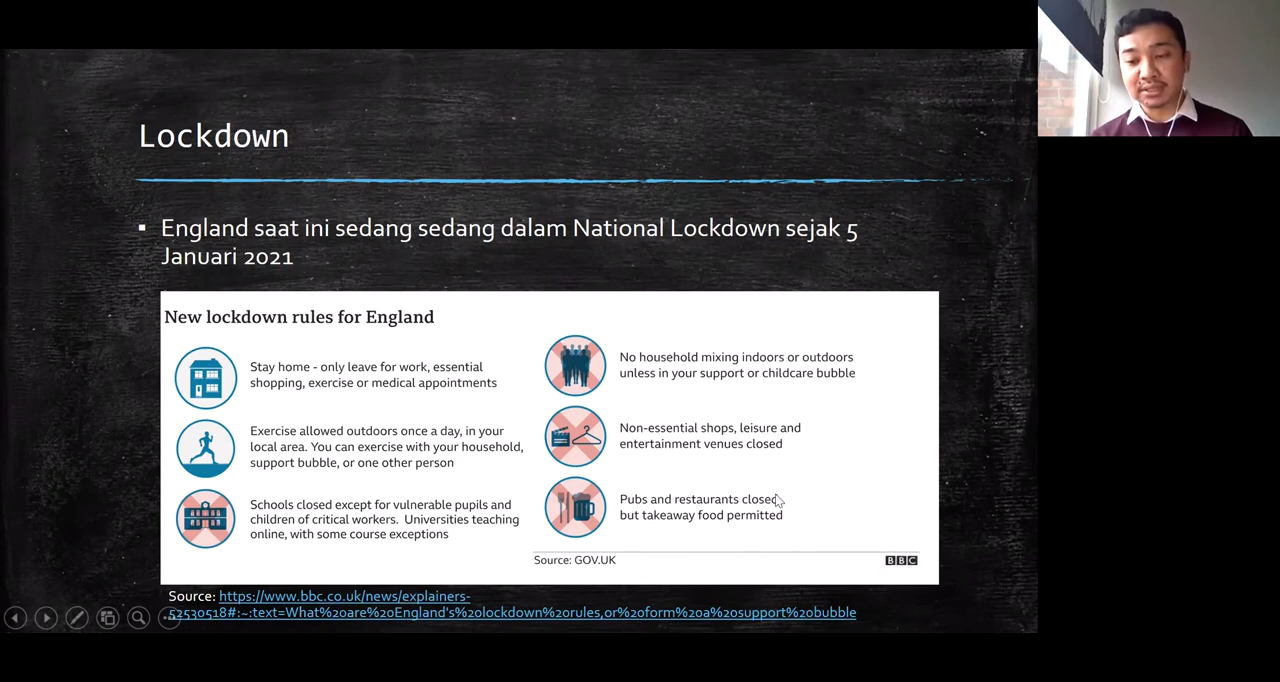 Lockdown
England saat ini sedang sedang dalam National Lockdown sejak 5
Januari 2021
New lockdown rules for England
Stay home - only leave for work, essential
shopping, exercise or medical appointments
Exercise allowed outdoors once a day, in your
local area. You can exercise with your household,
support bubble, or one other person
Schools closed except for vulnerable pupils and
children of critical workers. Universities teaching
online, with some course exceptions
No household mixing indoors or outdoors
unless in your support or childcare bubble
Non-essential shops, leisure and
entertainment venues closed
Pubs and restaurants closed
but takeaway food permitted
Source: GOV.UK
BBC
Source: https://www.bbc.co.uk/news/explainers-
52530518#:~:text=What%20are%20England's%20lockdown%20rules,or%20form%20a%20support%20bubble